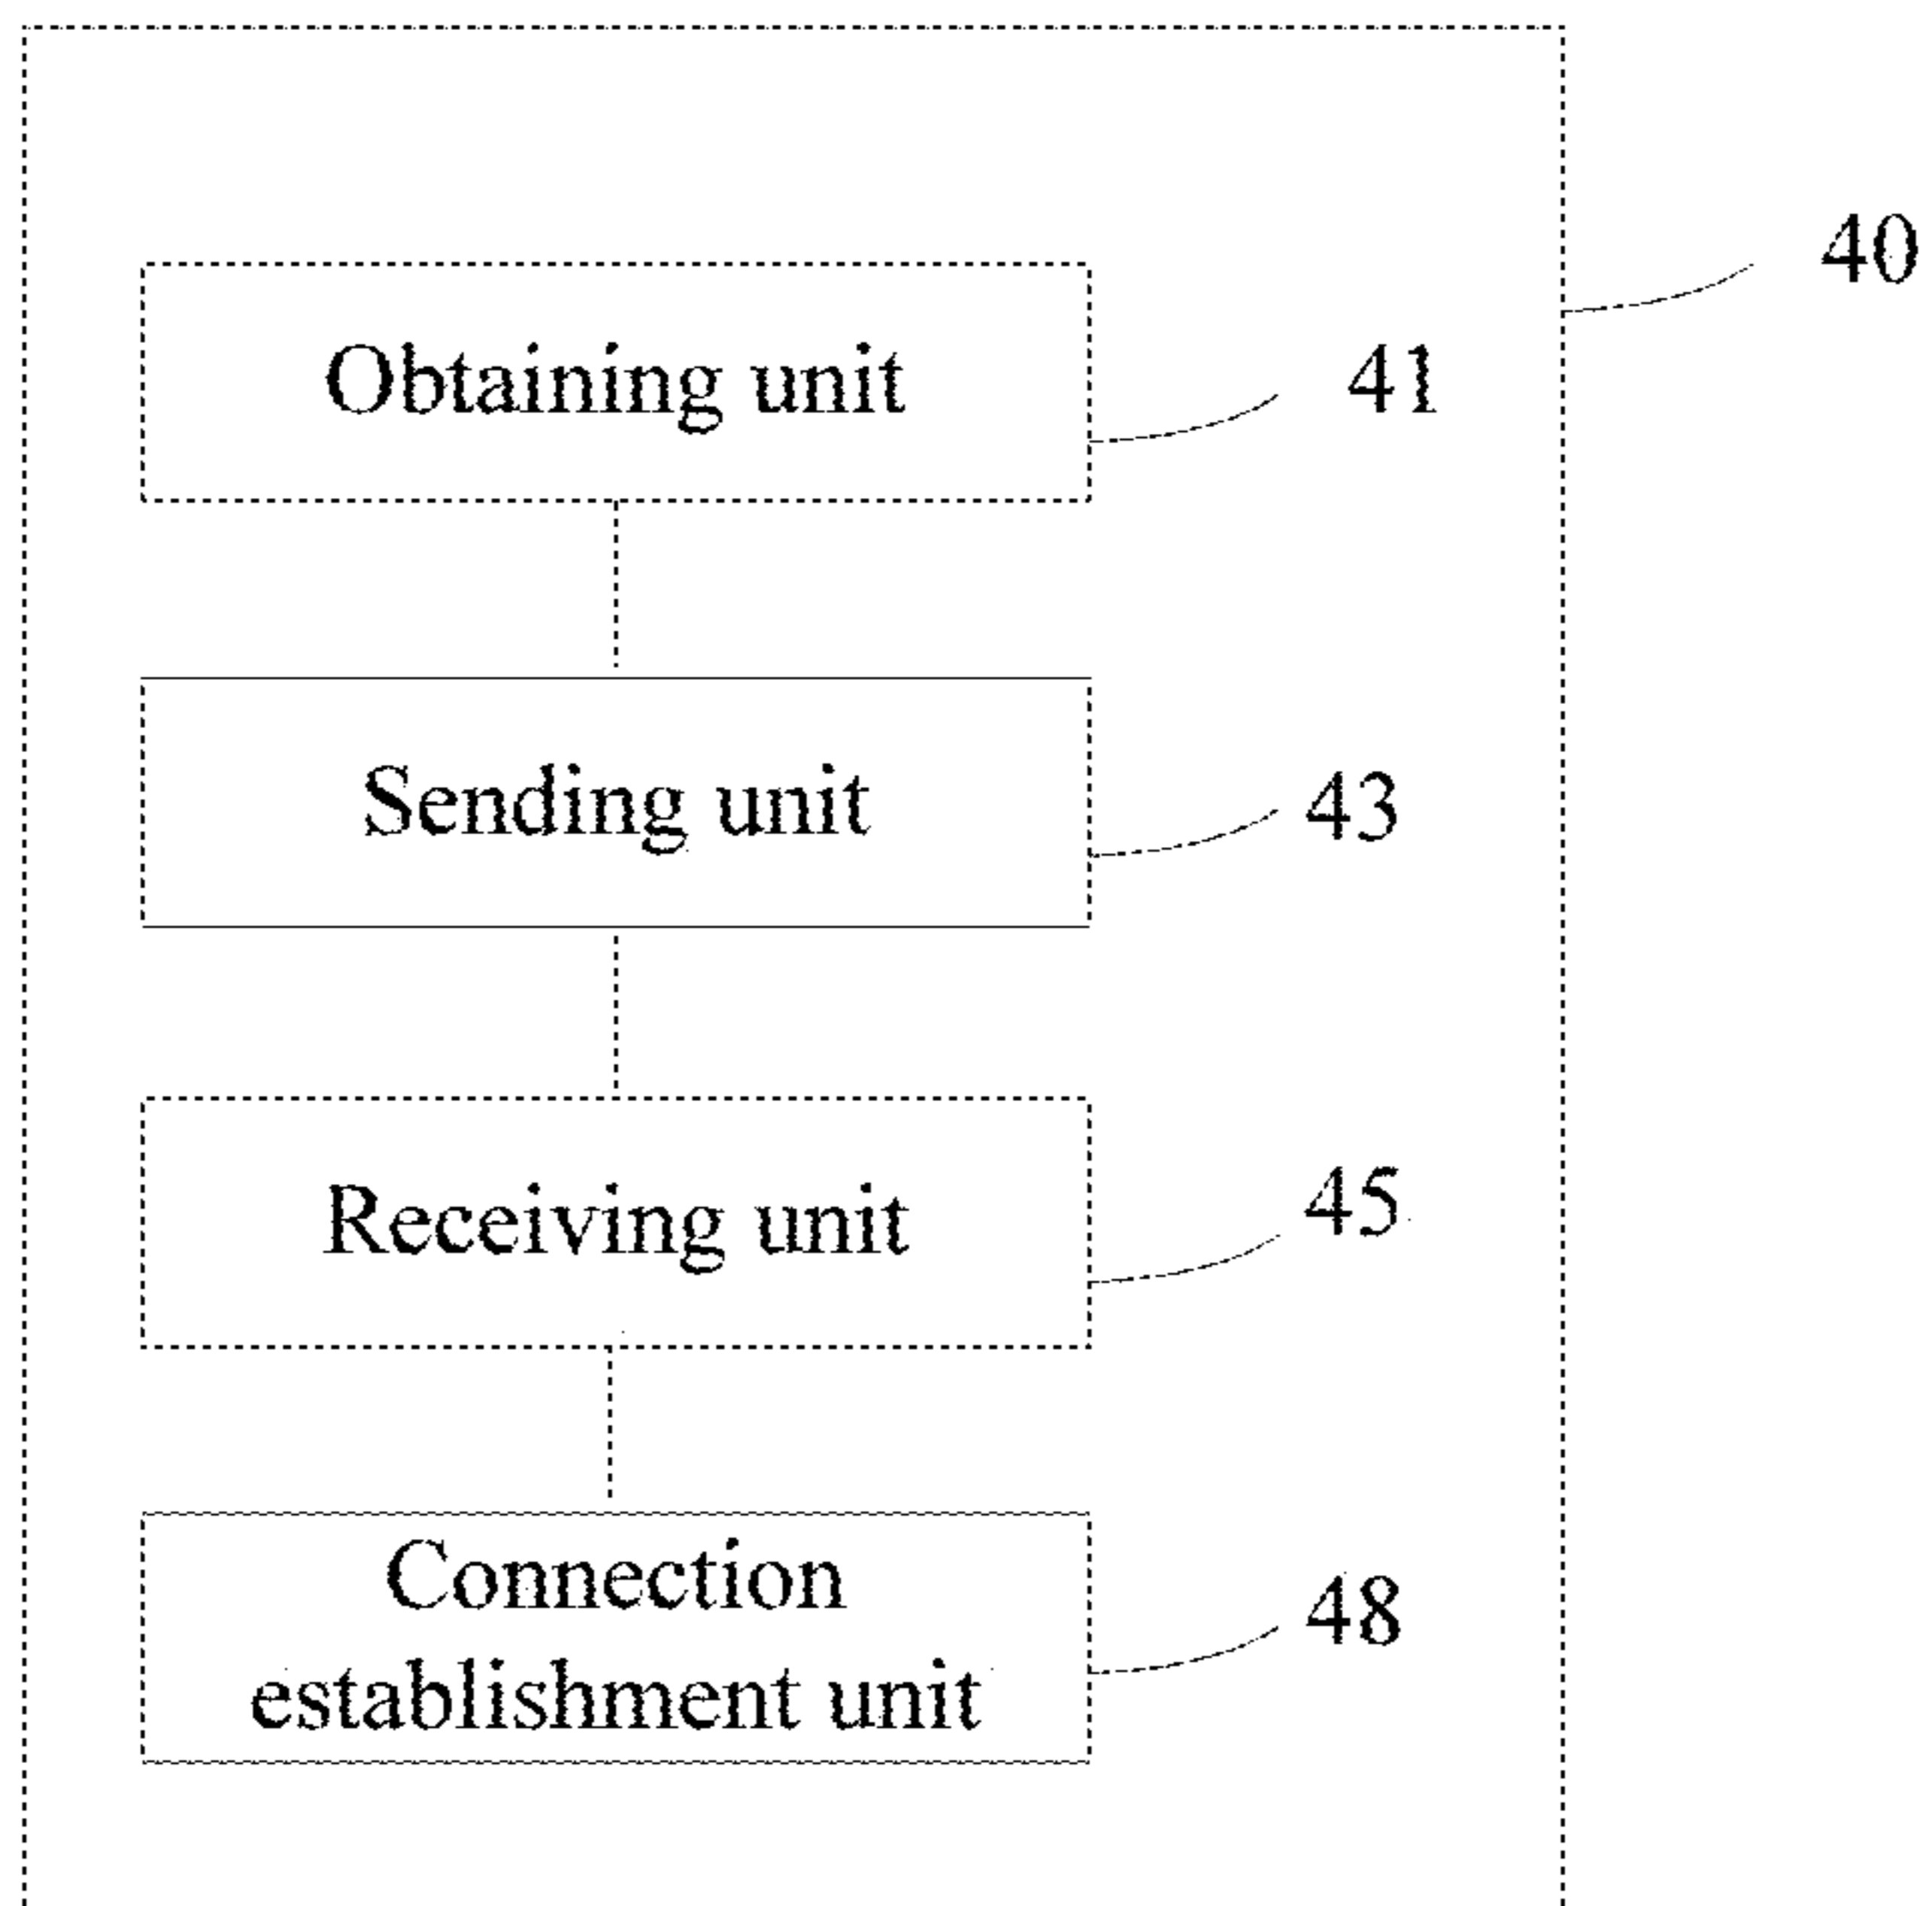 40
Obtaining unit
41
Sending unit
43
Receiving unit
45
Connection
establishment unit
48